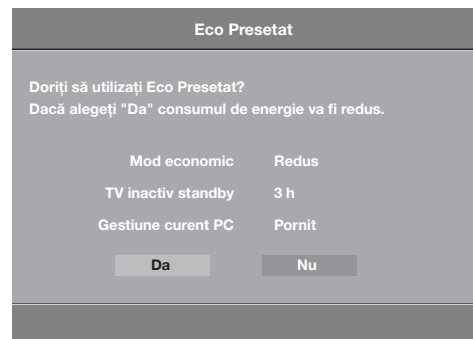 Eco Presetat
Doriți să utilizați Eco Presetat?
Dacă alegeți "Da" consumul de energie va fi redus.
Mod economic Redus
TV inactiv standby 3 h
Gestiune curent PC Pornit
Da Nu